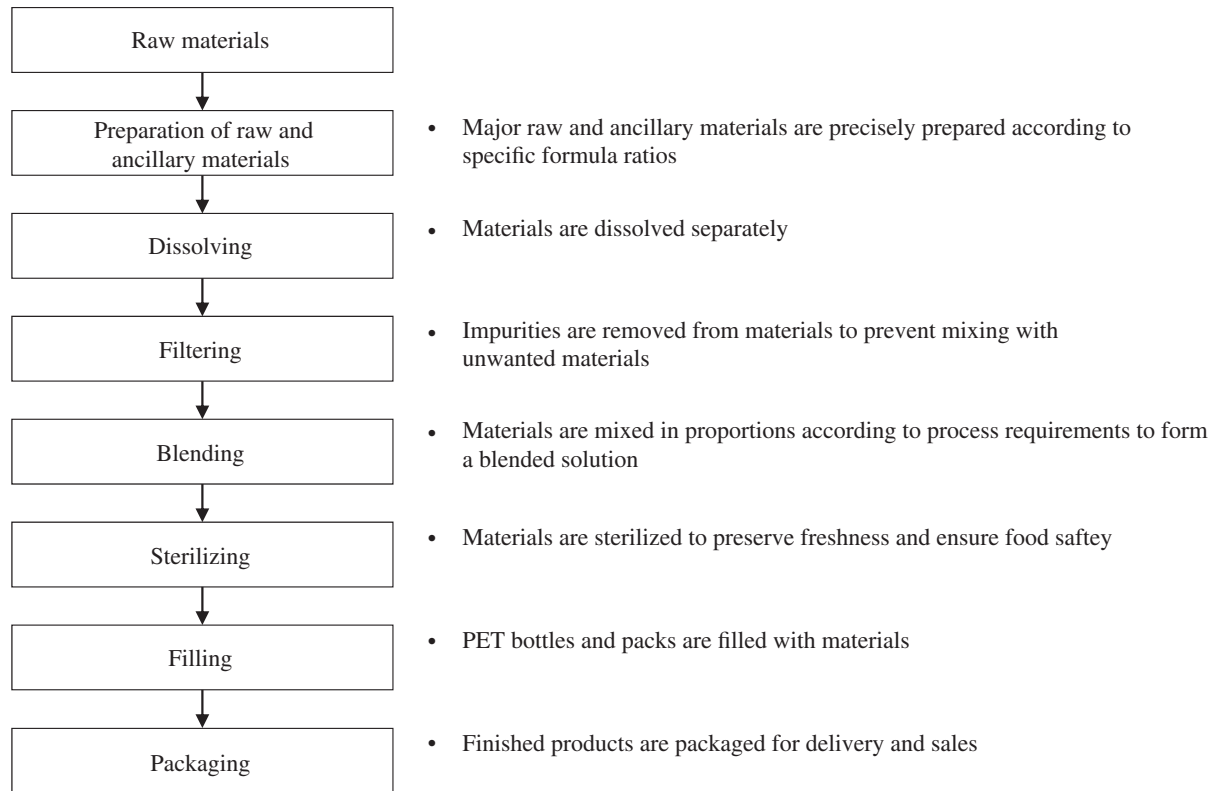 Raw materials
Preparation of raw and
ancillary materials
• Major raw and ancillary materials are precisely prepared according to
specific formula ratios
Dissolving
• Materials are dissolved separately
Filtering
• Impurities are removed from materials to prevent mixing with
unwanted materials
Blending
• Materials are mixed in proportions according to process requirements to form
a blended solution
Sterilizing
• Materials are sterilized to preserve freshness and ensure food saftey
Filling
• PET bottles and packs are filled with materials
Packaging
• Finished products are packaged for delivery and sales